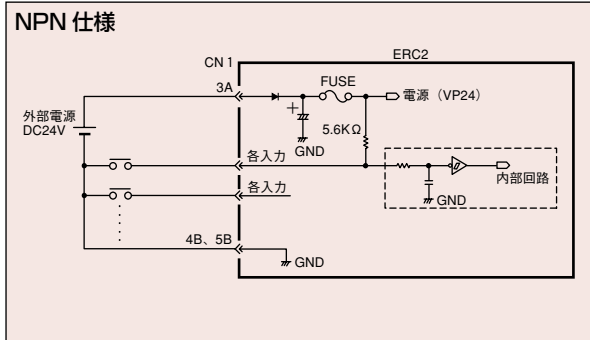 NPN 仕様
CN 1
ERC2
3A
FUSE
電源（VP24）
外部電源
DC24V
+
5.6KΩ
GND
各入力
内部回路
各入力
GND
4B、5B
GND